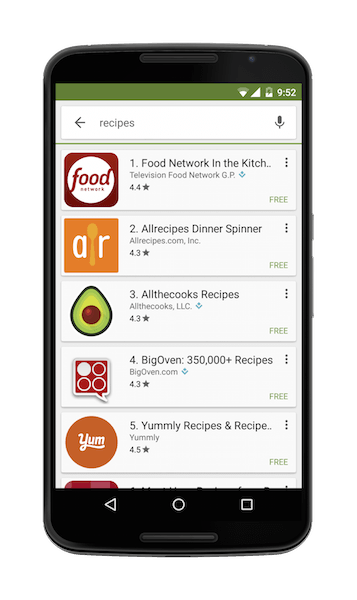 9:52
recipes
food
network
1. Food Network In the Kitch..
Television Food Network G.P.
4.4
FREE
air
2. Allrecipes Dinner Spinner
Allrecipes.com, Inc.
4.3
FREE
3. Allthecooks Recipes
Allthecooks, LLC.
4.3
FREE
4. BigOven: 350,000+ Recipes
BigOven.com
4.3
FREE
Yum
5. Yummly Recipes & Recipe..
Yummly
4.5
FREE